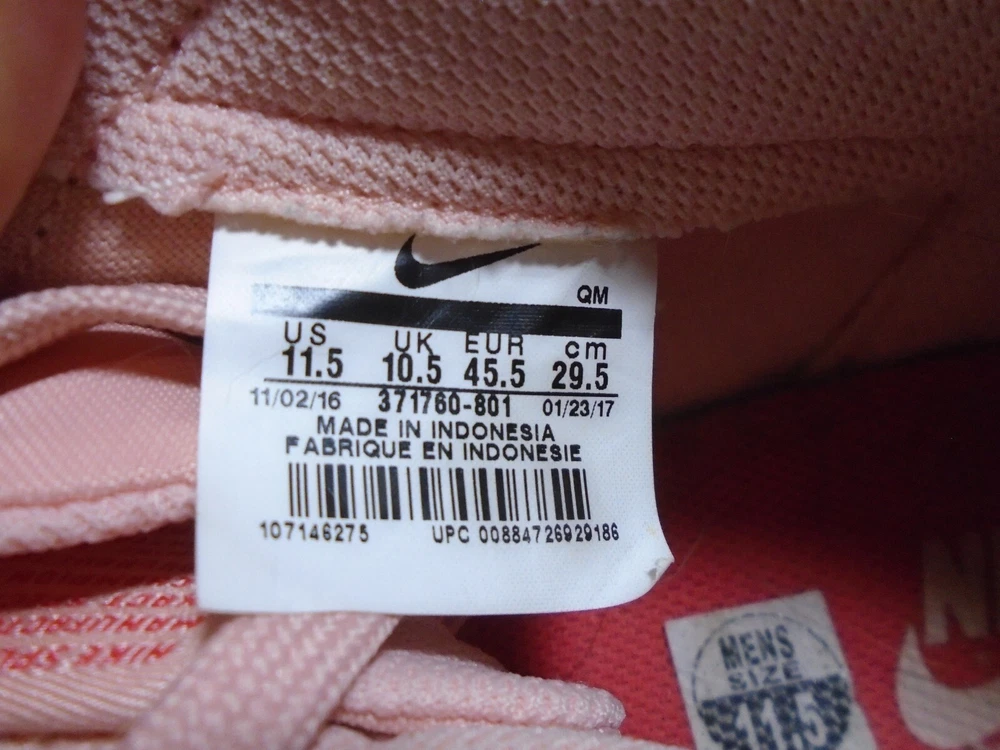 QM
US UK EUR cm
11.5 10.5 45.5 29.5
11/02/16 371760-801 01/23/17
MADE IN INDONESIA
FABRIQUE EN INDONESIE
107146275 UPC 00884726929186
MENS
SIZE
11.5
NIKE